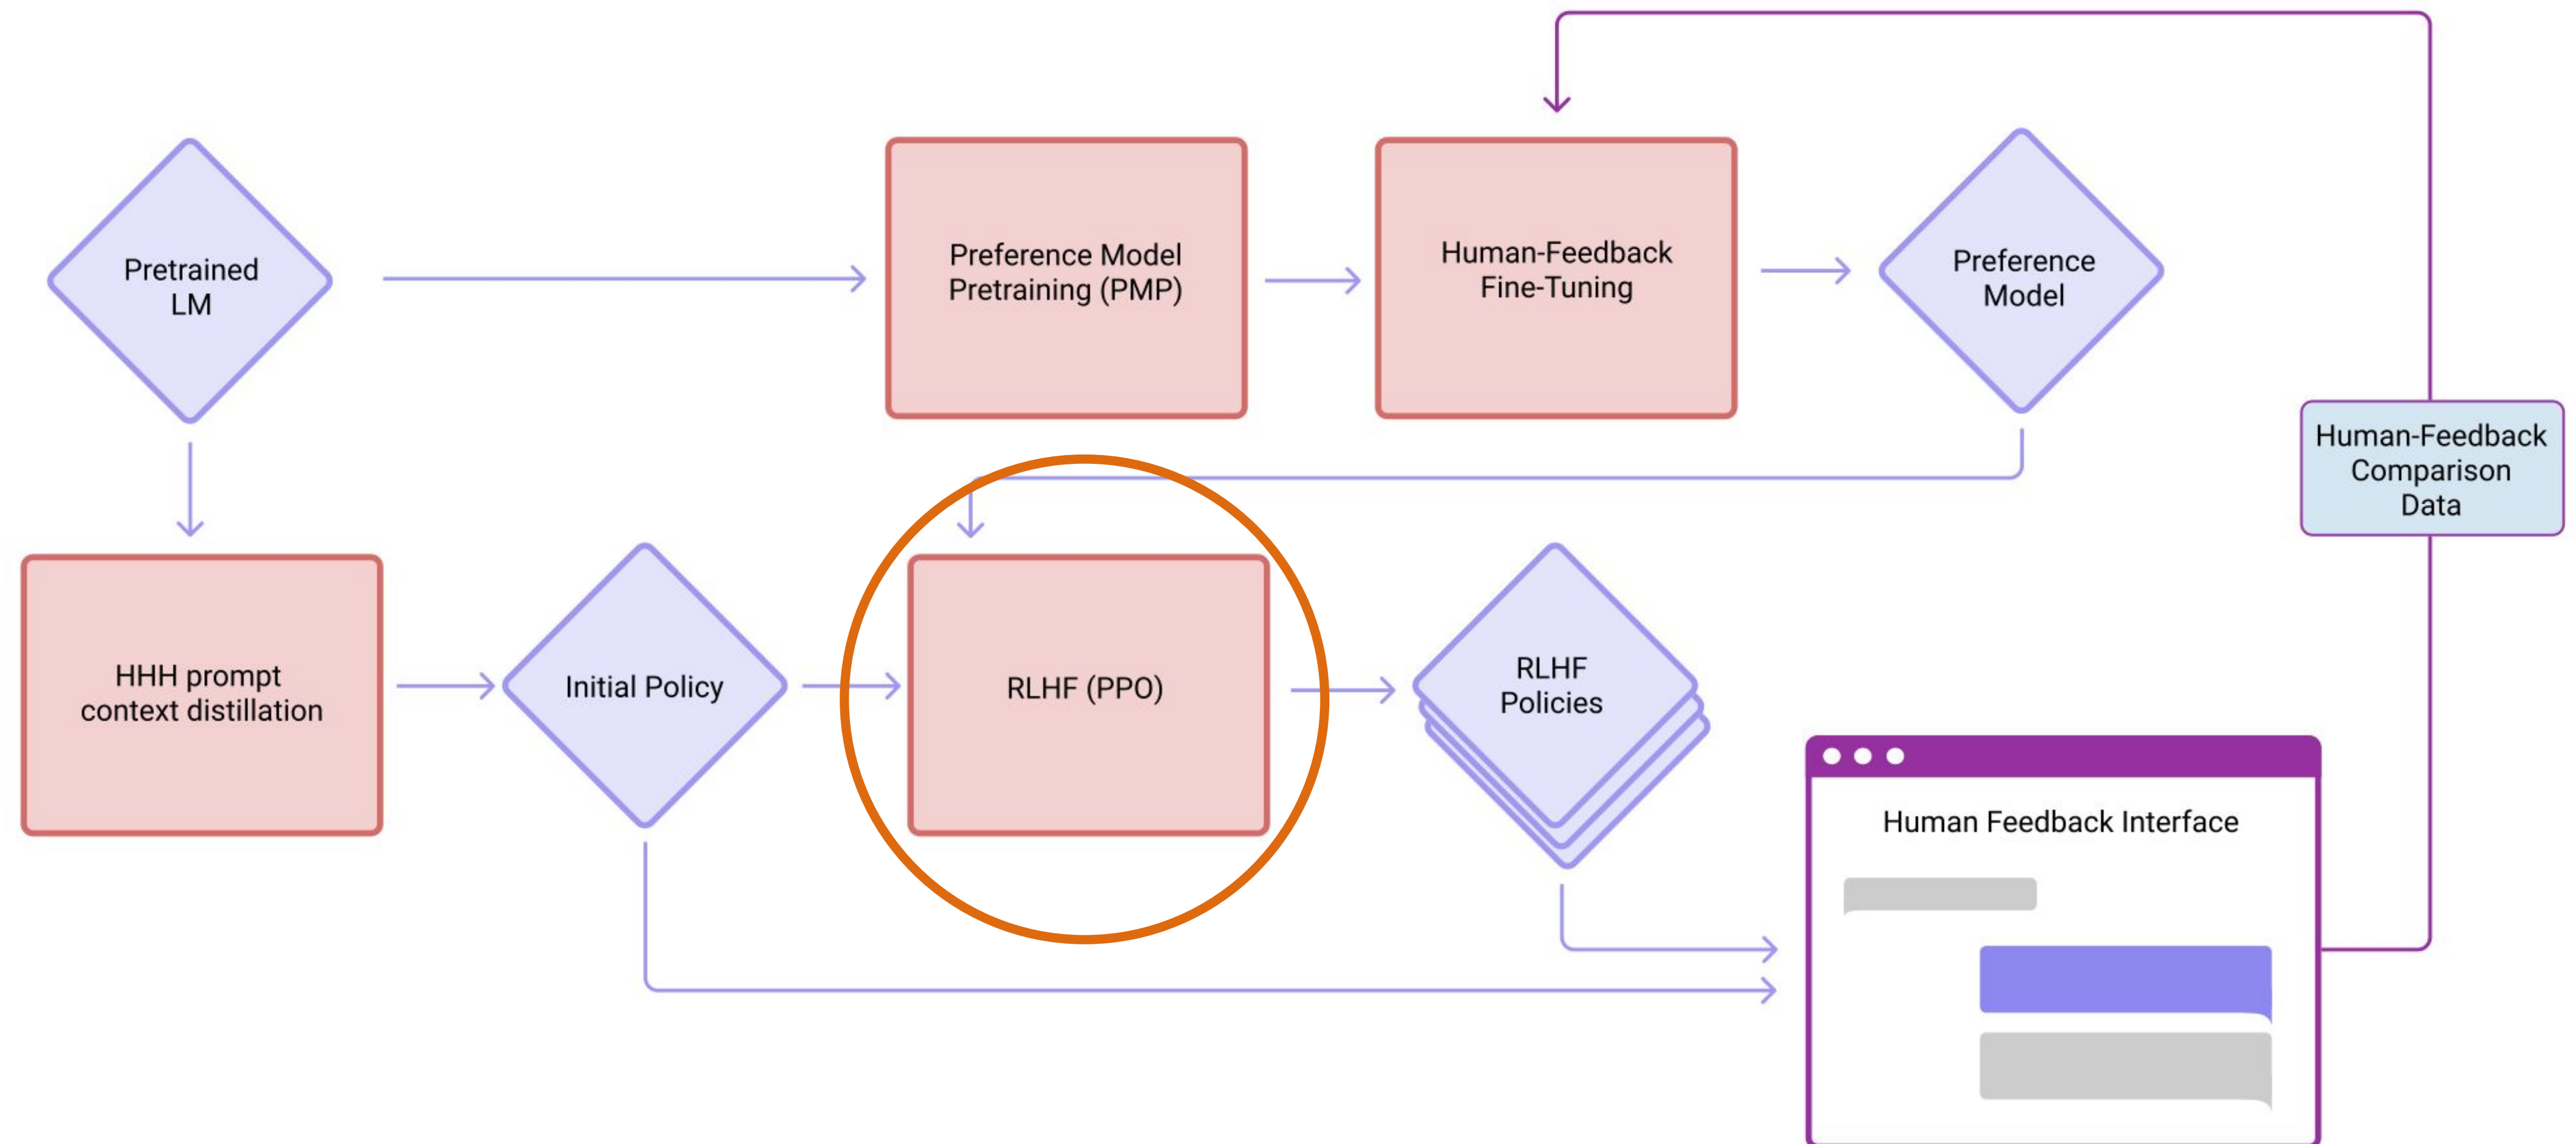 Pretrained
LM
Preference Model
Pretraining (PMP)
Human-Feedback
Fine-Tuning
Preference
Model
Human-Feedback
Comparison
Data
HHH prompt
context distillation
Initial Policy
RLHF (PPO)
RLHF
Policies
Human Feedback Interface